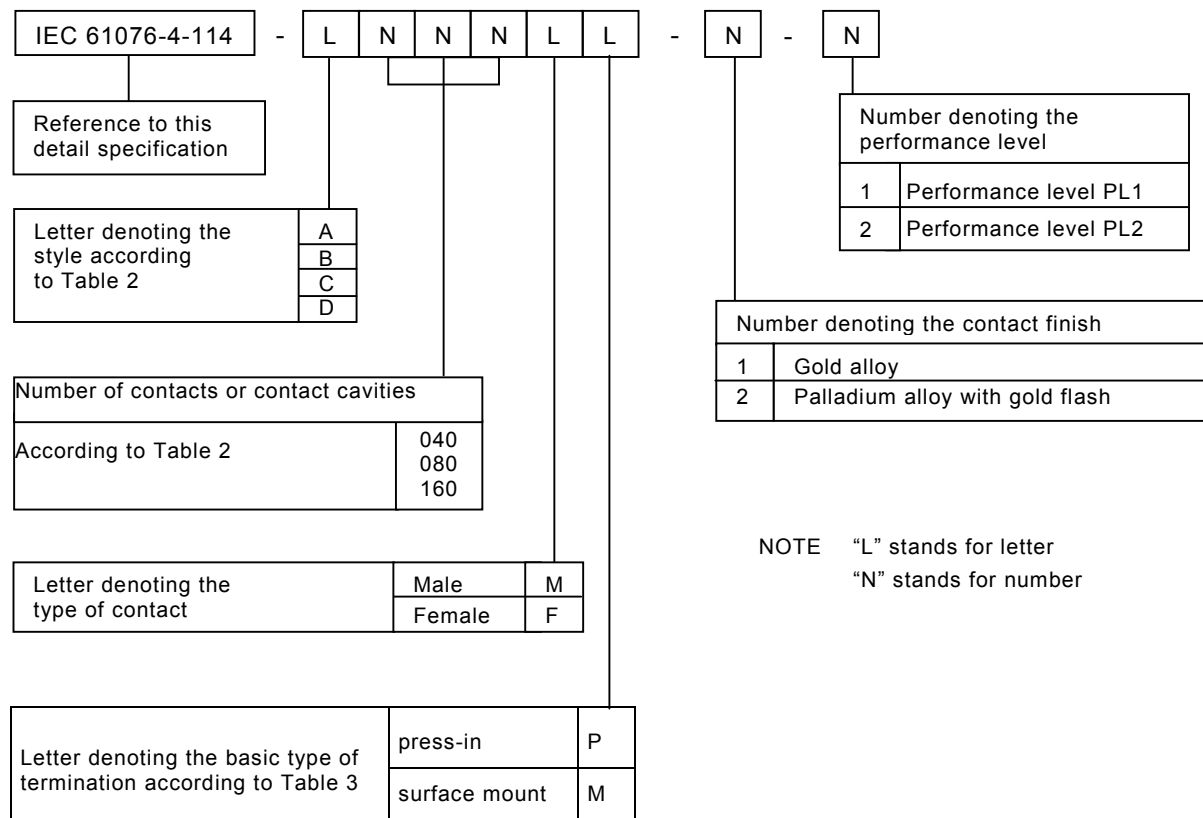 IEC 61076-4-114 - L N N N L L - N - N
Reference to this
detail specification
Number denoting the
performance level
1 Performance level PL1
2 Performance level PL2
Letter denoting the
style according
to Table 2
A
B
C
D
Number denoting the contact finish
1 Gold alloy
2 Palladium alloy with gold flash
Number of contacts or contact cavities
According to Table 2
040
080
160
NOTE "L" stands for letter
"N" stands for number
Letter denoting the
type of contact
Male M
Female F
Letter denoting the basic type of
termination according to Table 3
press-in P
surface mount M